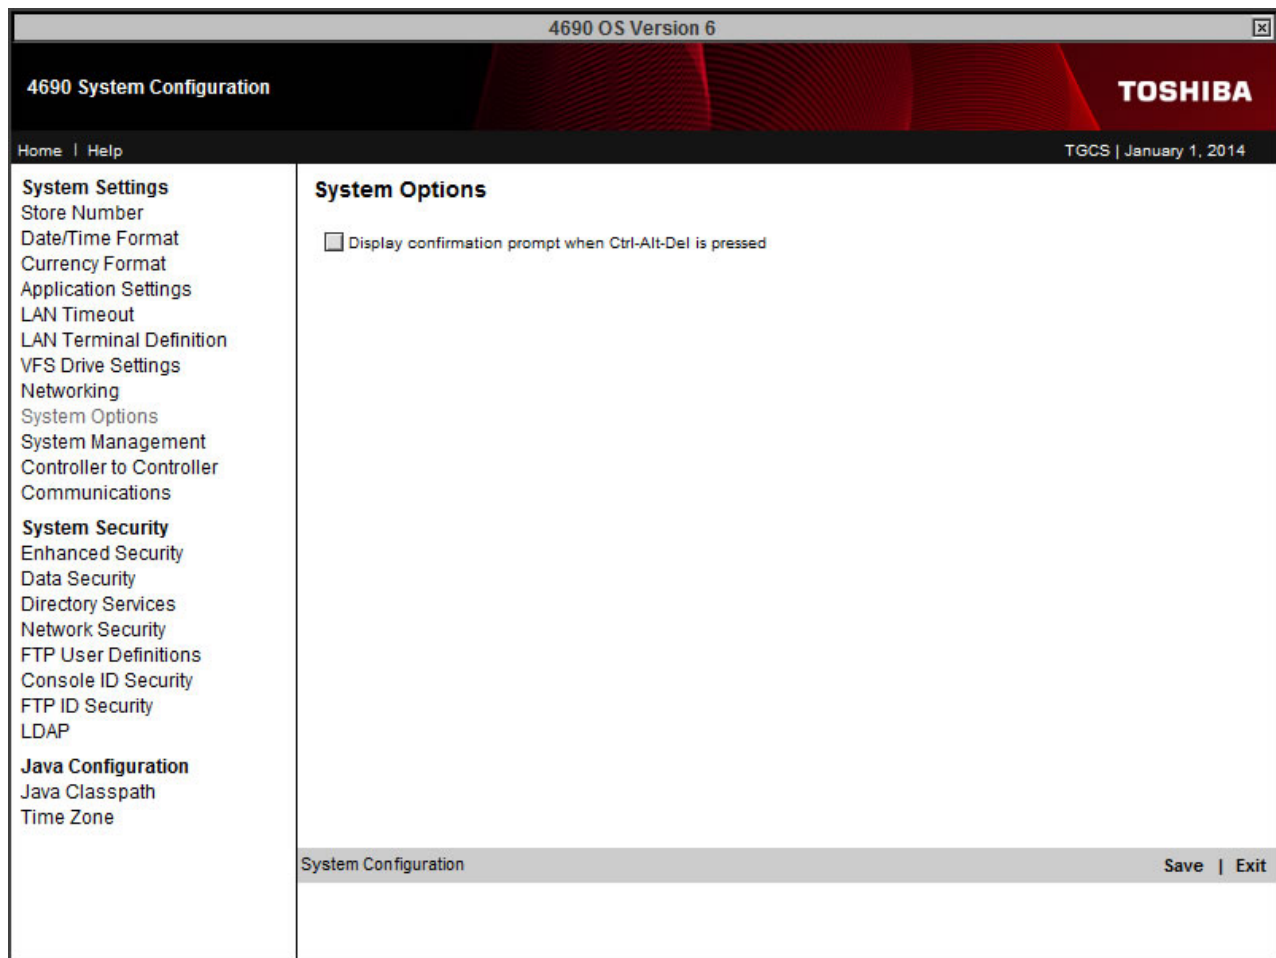 4690 OS Version 6
4690 System Configuration
TOSHIBA
Home | Help
TGCS | January 1, 2014
System Settings
Store Number
Date/Time Format
Currency Format
Application Settings
LAN Timeout
LAN Terminal Definition
VFS Drive Settings
Networking
System Options
System Management
Controller to Controller
Communications
System Security
Enhanced Security
Data Security
Directory Services
Network Security
FTP User Definitions
Console ID Security
FTP ID Security
LDAP
Java Configuration
Java Classpath
Time Zone
System Options
Display confirmation prompt when Ctrl-Alt-Del is pressed
System Configuration
Save | Exit